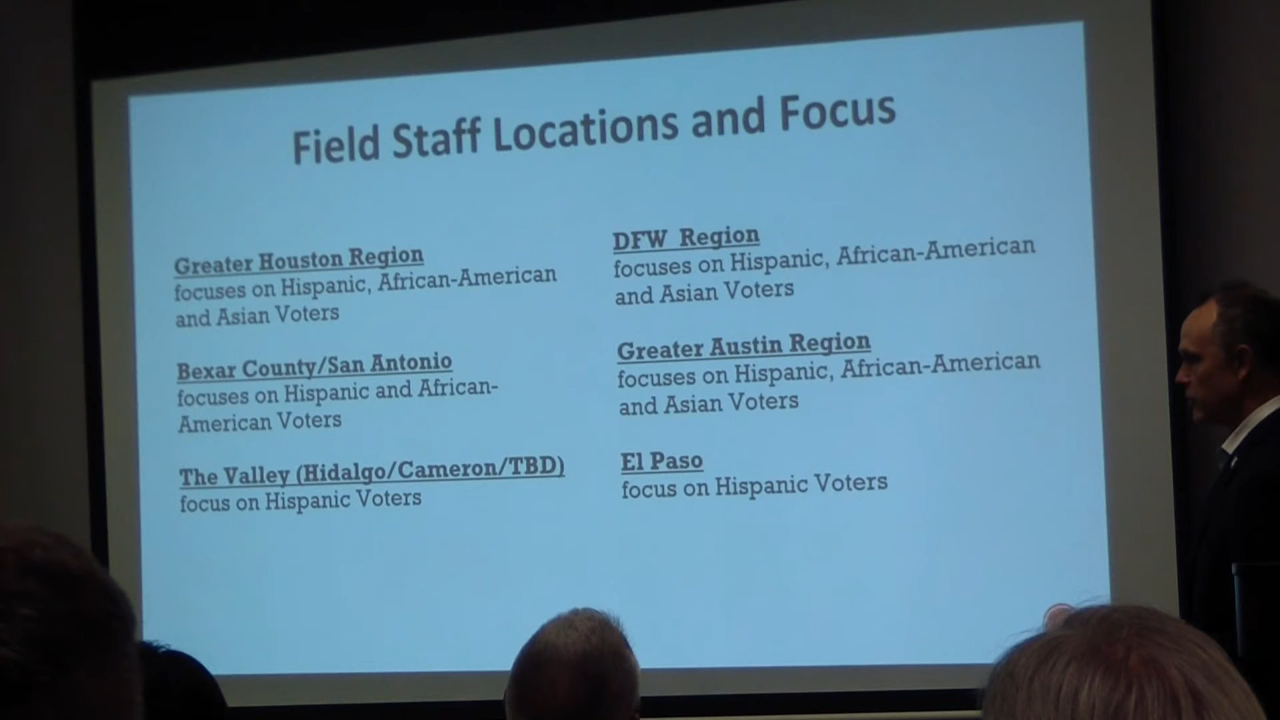 Field Staff Locations and Focus
Greater Houston Region
focuses on Hispanic, African-American
and Asian Voters
Bexar County/San Antonio
focuses on Hispanic and African-
American Voters
The Valley (Hidalgo/Cameron/TBD)
focus on Hispanic Voters
DFW Region
focuses on Hispanic, African-American
and Asian Voters
Greater Austin Region
focuses on Hispanic, African-American
and Asian Voters
El Paso
focus on Hispanic Voters